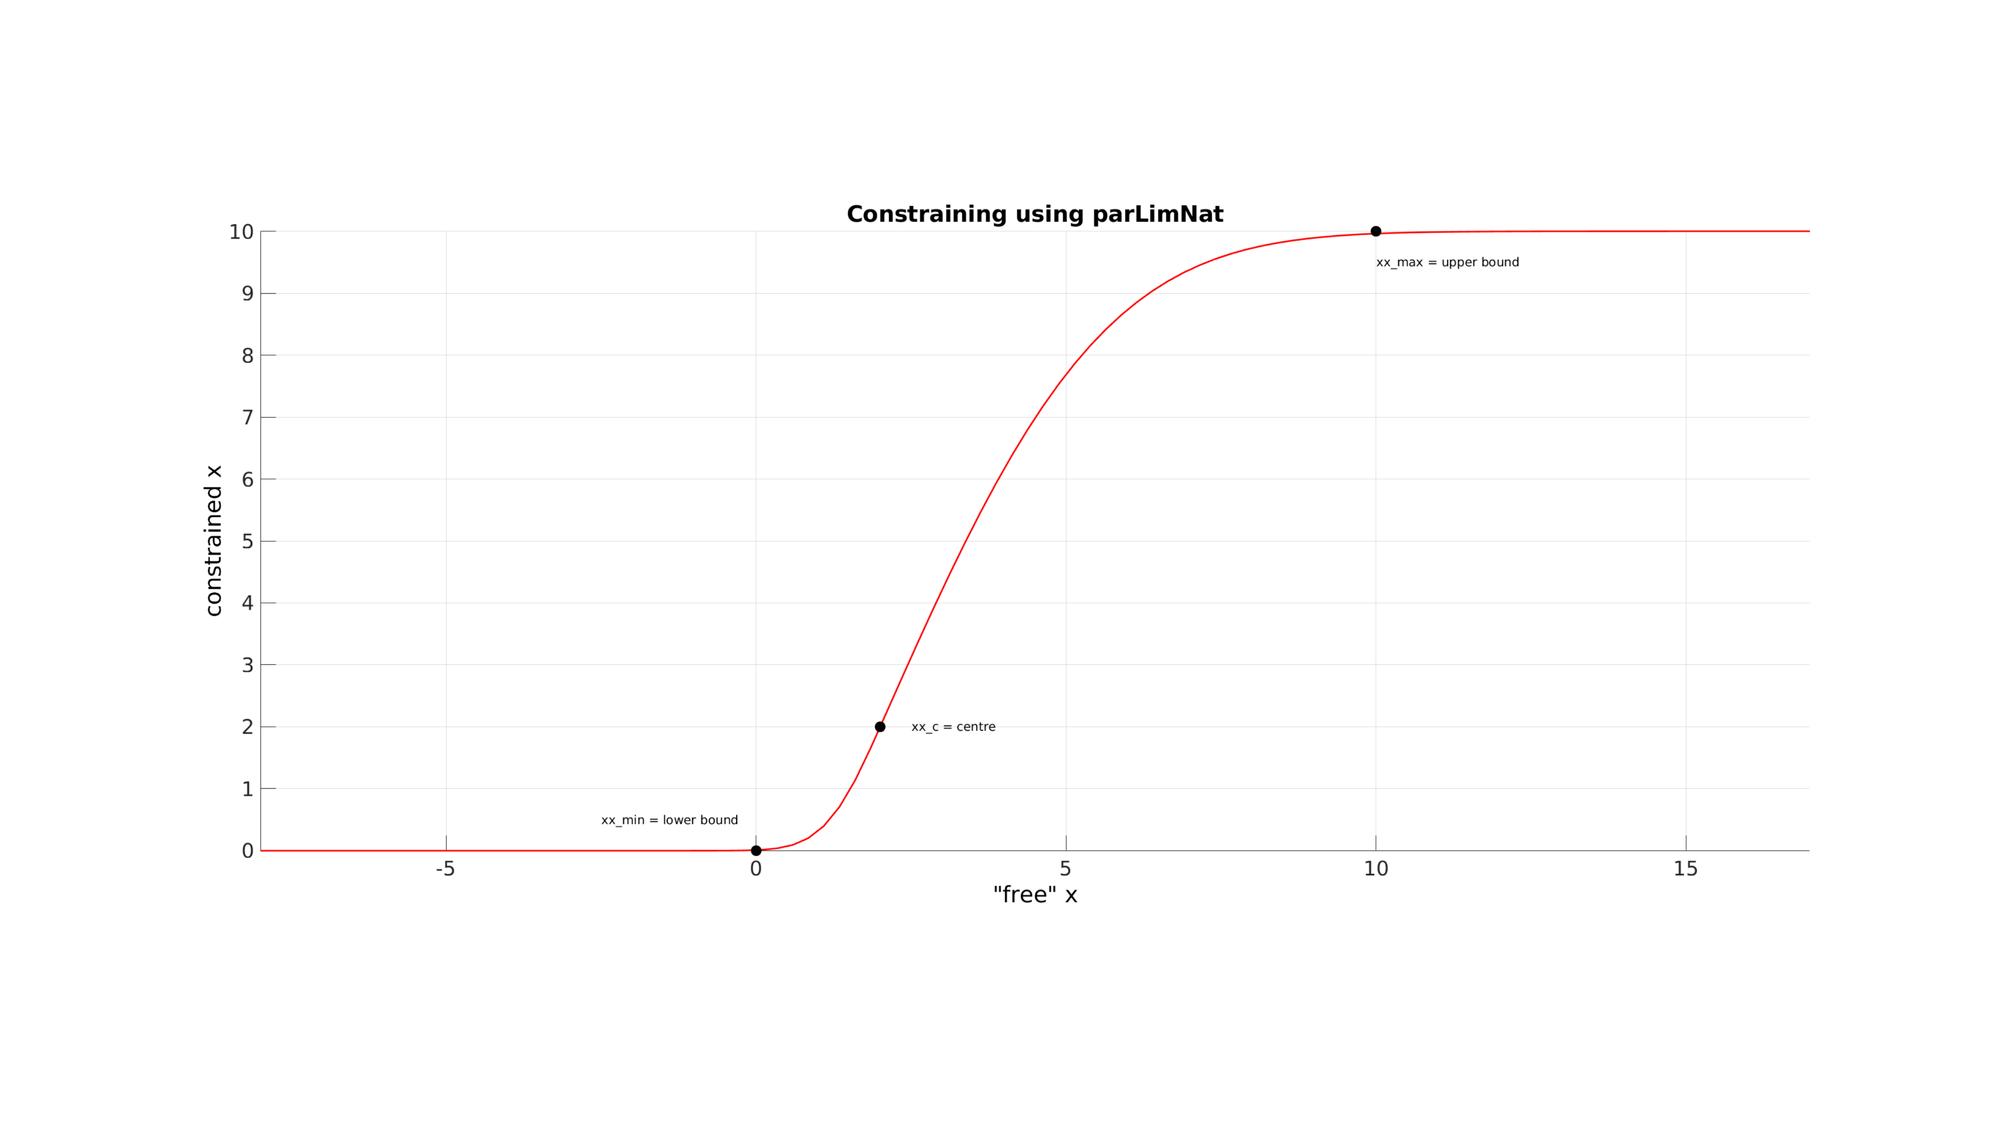 Constraining using parLimNat
10
9
8
7
6
5
4
3
2
1
0
constrained x
xx_max = upper bound
xx_c = centre
xx_min = lower bound
-5
0
5
10
15
"free" x